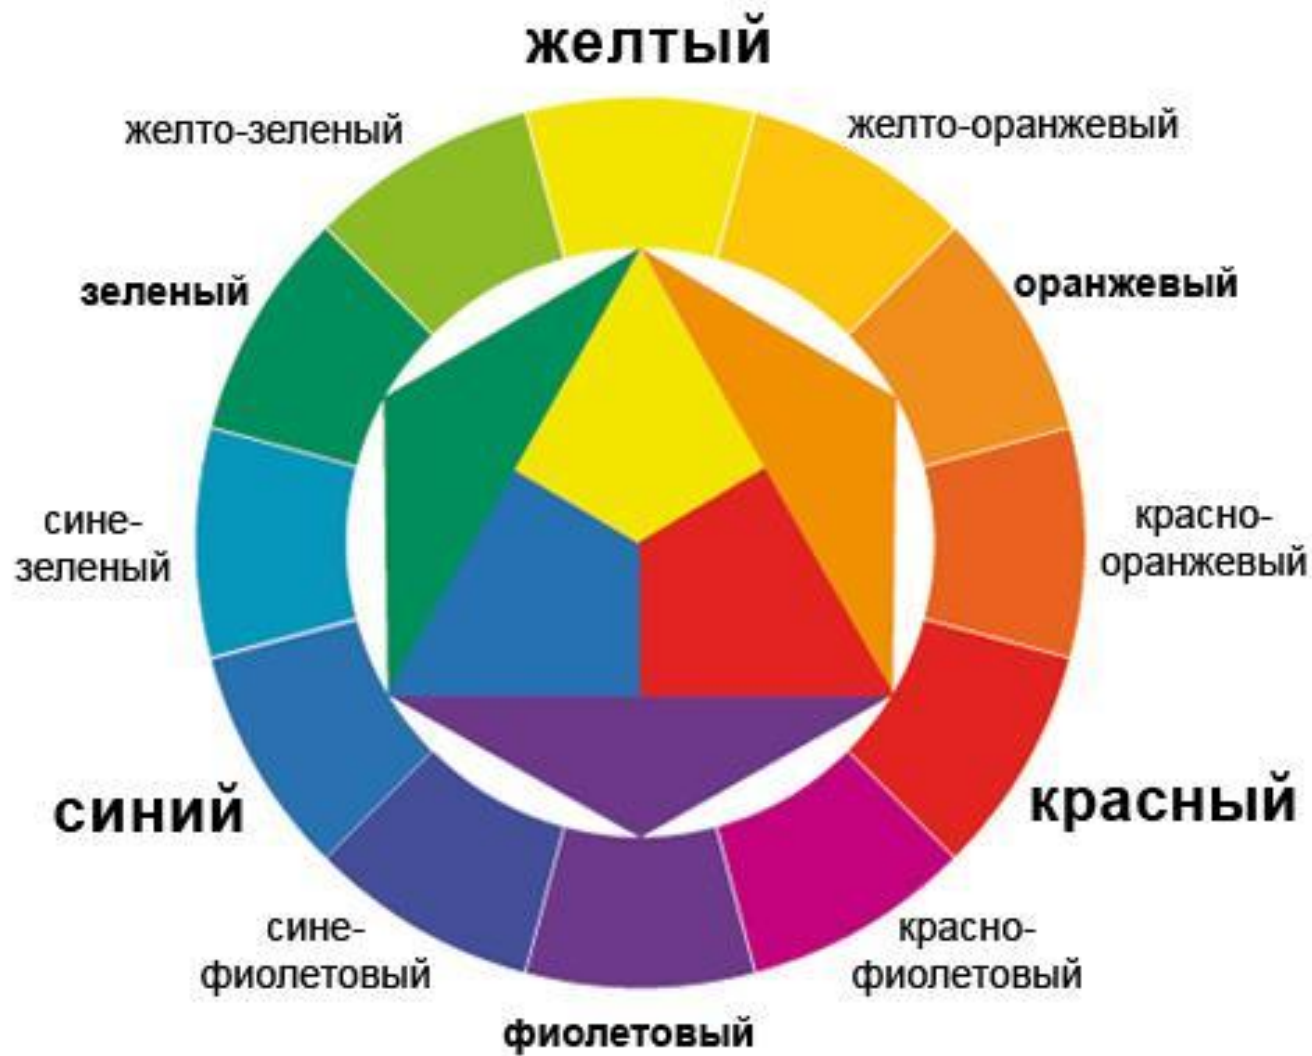 желтый
желто-зеленый
желто-оранжевый
зеленый
оранжевый
сине-
зеленый
красно-
оранжевый
синий
красный
сине-
фиолетовый
красно-
фиолетовый
фиолетовый